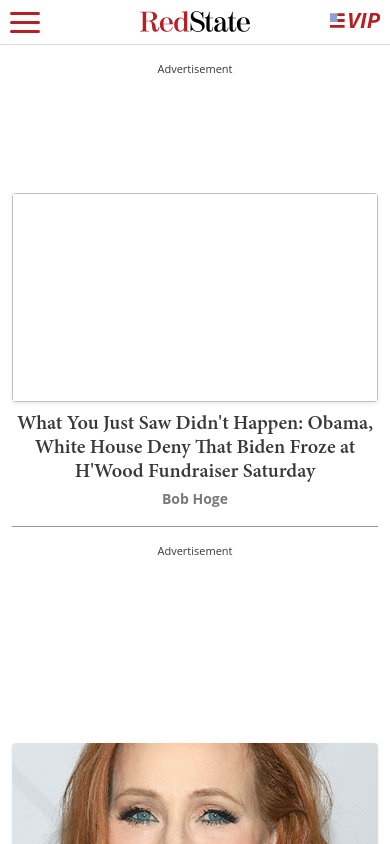 RedState
VIP
Advertisement
What You Just Saw Didn't Happen: Obama,
White House Deny That Biden Froze at
H'Wood Fundraiser Saturday
Bob Hoge
Advertisement